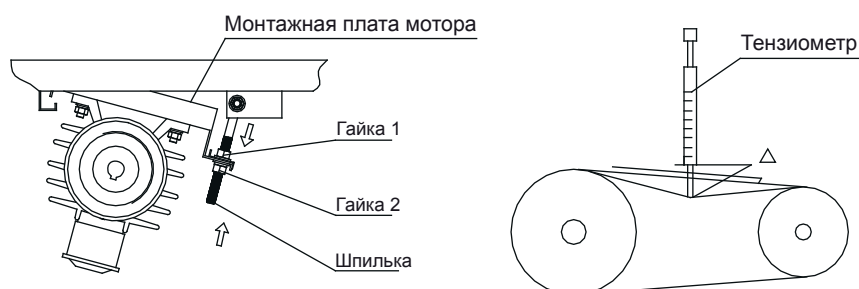 Монтажная плата мотора
Тензиометр
Гайка 1
△
Гайка 2
Шпилька